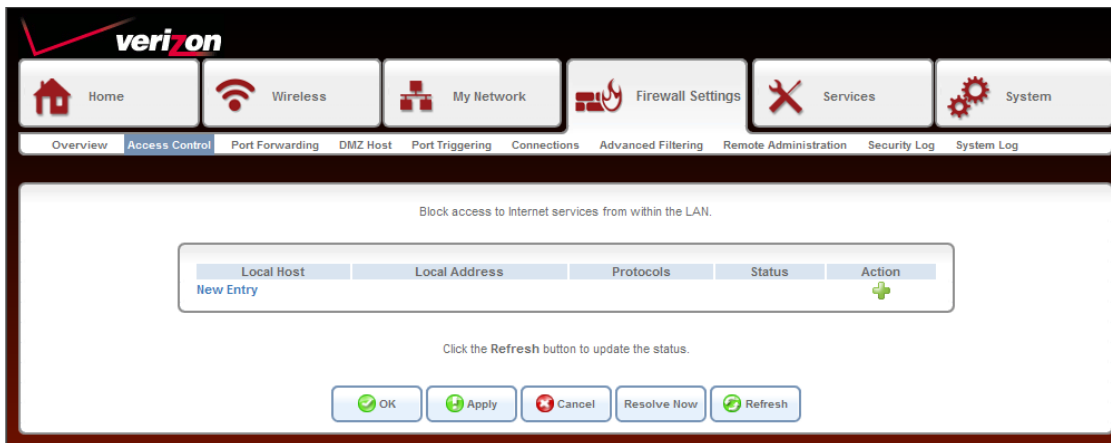 verizon
Home Wireless My Network Firewall Settings Services System
Overview Access Control Port Forwarding DMZ Host Port Triggering Connections Advanced Filtering Remote Administration Security Log System Log
Block access to Internet services from within the LAN.
Local Host Local Address Protocols Status Action
New Entry
Click the Refresh button to update the status.
OK Apply Cancel Resolve Now Refresh